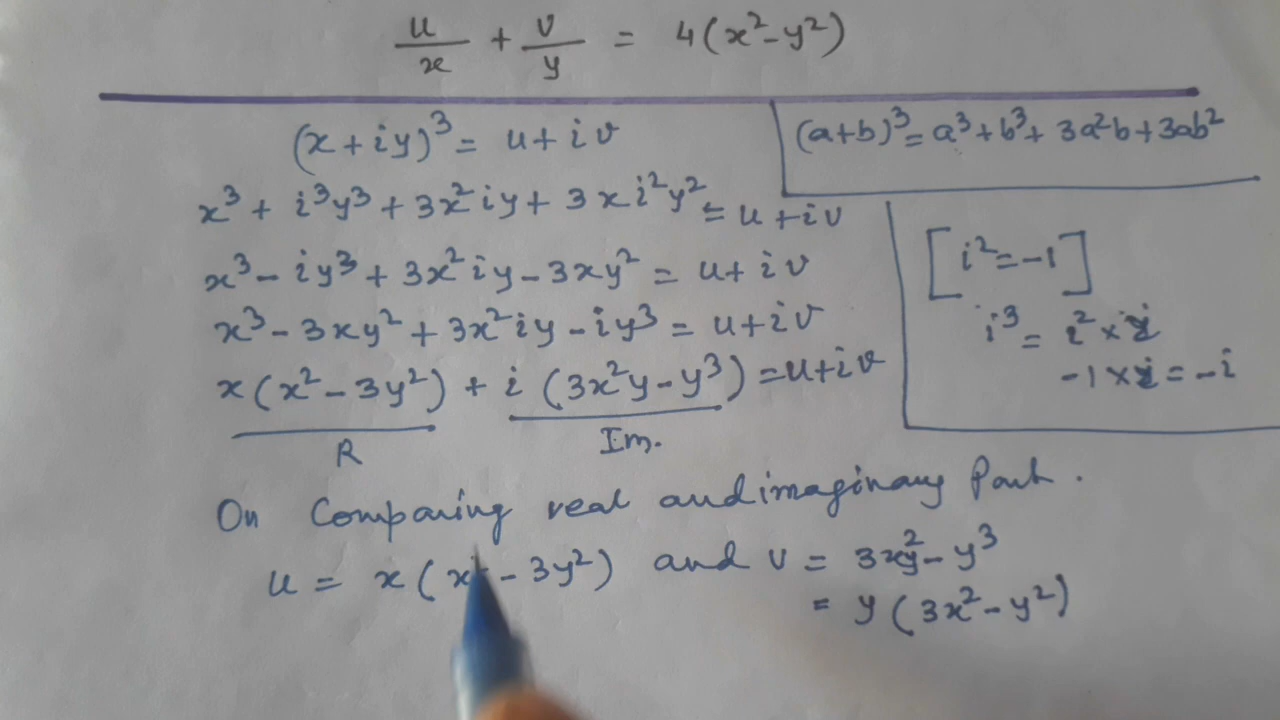 u/x + v/y = 4(x²-y²)
(x+iy)³ = u+iv
(a+b)³ = a³+b³+3a²b+3ab²
x³ + i³y³ + 3x²iy + 3xi²y² = u+iv
x³ - iy³ + 3x²iy - 3xy² = u+iv
x³ - 3xy² + 3x²iy - iy³ = u+iv
x(x²-3y²) + i(3x²y-y³) = u+iv
R
Im.
[i²=-1]
i³ = i²×i
-1×i = -i
On Comparing real and imaginary Part.
u = x(x²-3y²) and v = 3x²y-y³
= y(3x²-y²)